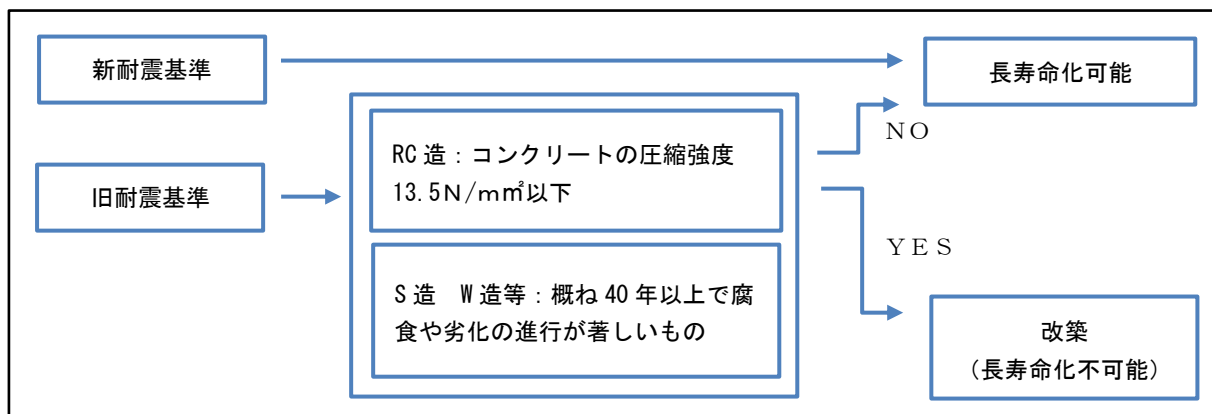 新耐震基準
長寿命化可能
RC造：コンクリートの圧縮強度
13.5Ｎ/ｍ㎡以下
NO
旧耐震基準
YES
S造　W造等：概ね40年以上で腐
食や劣化の進行が著しいもの
改築
（長寿命化不可能）